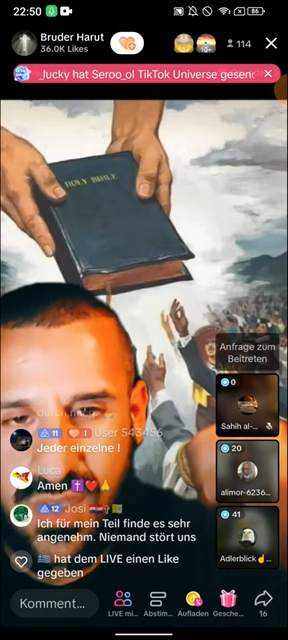 22:50
86
Bruder Harut
36.0K Likes
10+
114
_lucky hat Seroo_ol TikTok Universe gesen
HOLY BIBLE
Anfrage zum
Beitreten
0
Sahih al-...
20
alimor-6236...
41
Adlerblick☝️...
11 User 543456
Jeder einzelne !
Luca
Amen ✝️❤️🙏
12 Josi
Ich für mein Teil finde es sehr
angenehm. Niemand stört uns
hat dem LIVE einen Like
gegeben
Komment...
LIVE mi...
Abstim...
Aufladen
Gesche...
16